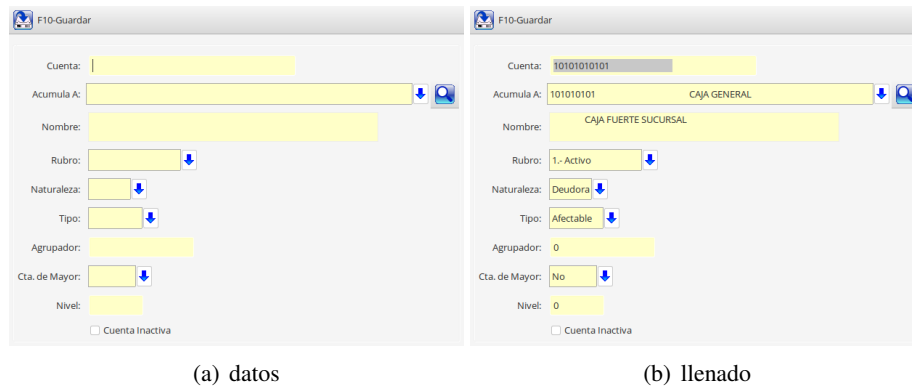 F10-Guardar
Cuenta:
Acumula A:
Nombre:
Rubro:
Naturaleza:
Tipo:
Agrupador:
Cta. de Mayor:
Nivel:
Cuenta Inactiva
(a) datos
F10-Guardar
Cuenta: 10101010101
Acumula A: 101010101 CAJA GENERAL
Nombre: CAJA FUERTE SUCURSAL
Rubro: 1.- Activo
Naturaleza: Deudora
Tipo: Afectable
Agrupador: 0
Cta. de Mayor: No
Nivel: 0
Cuenta Inactiva
(b) llenado